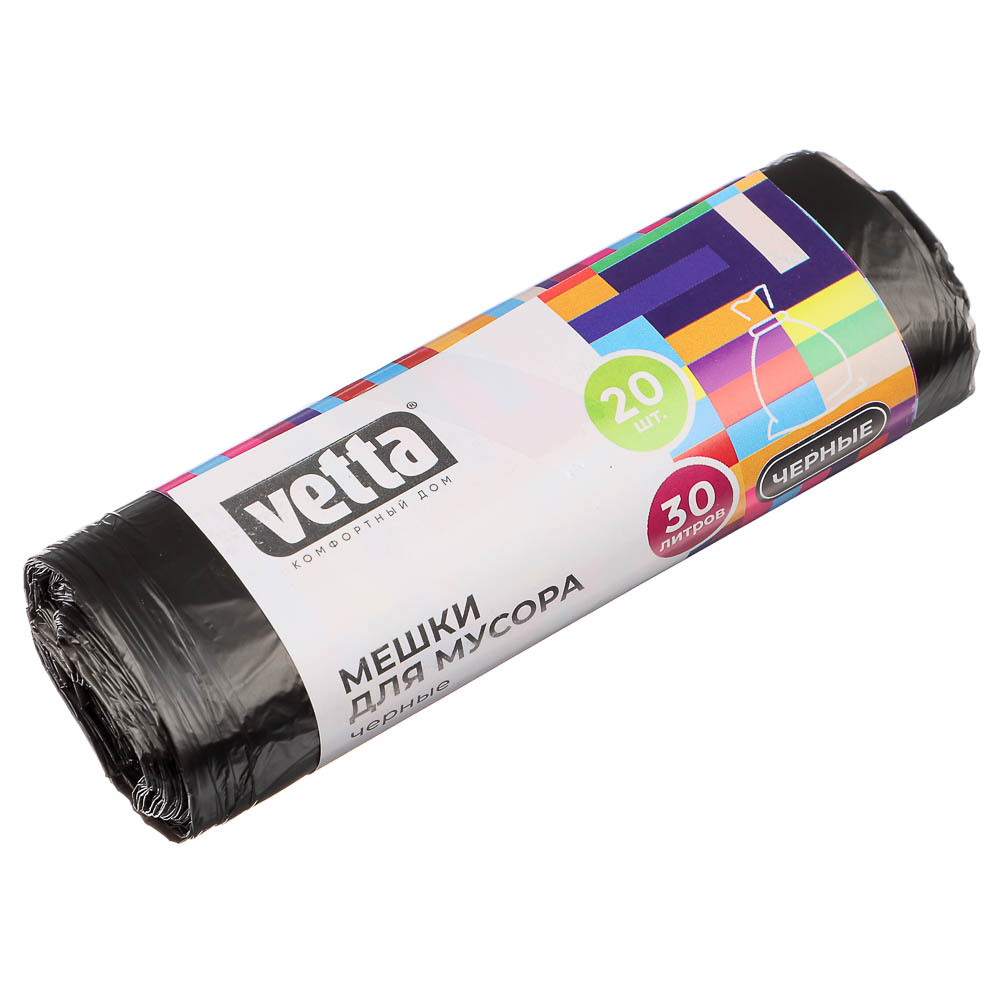 vetta®
КОМФОРТНЫЙ ДОМ
МЕШКИ
ДЛЯ МУСОРА
черные
20
шт.
30
литров
ЧЕРНЫЕ